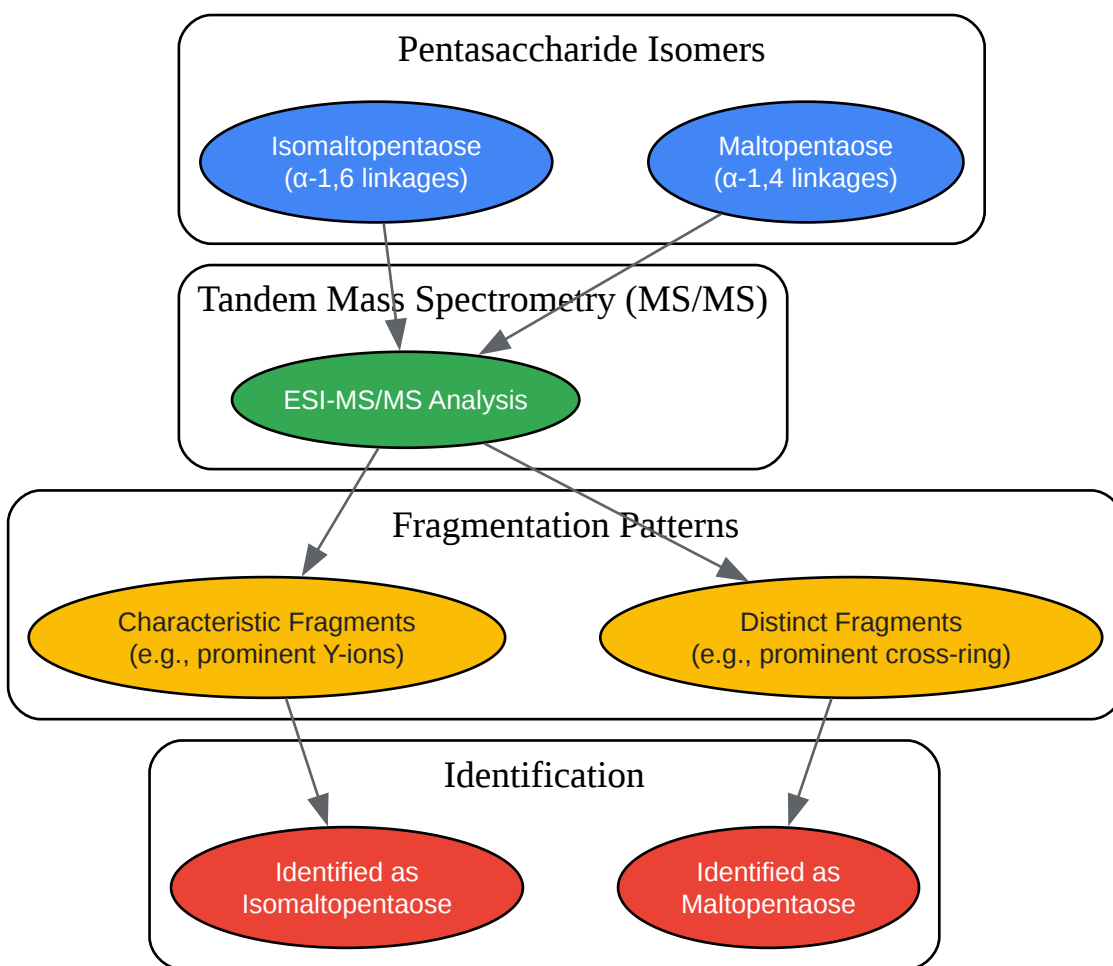 Pentasaccharide Isomers
Isomaltopentaose
(α-1,6 linkages)
Maltopentaose
(α-1,4 linkages)
Tandem Mass Spectrometry (MS/MS)
ESI-MS/MS Analysis
Fragmentation Patterns
Characteristic Fragments
(e.g., prominent Y-ions)
Distinct Fragments
(e.g., prominent cross-ring)
Identification
Identified as
Isomaltopentaose
Identified as
Maltopentaose